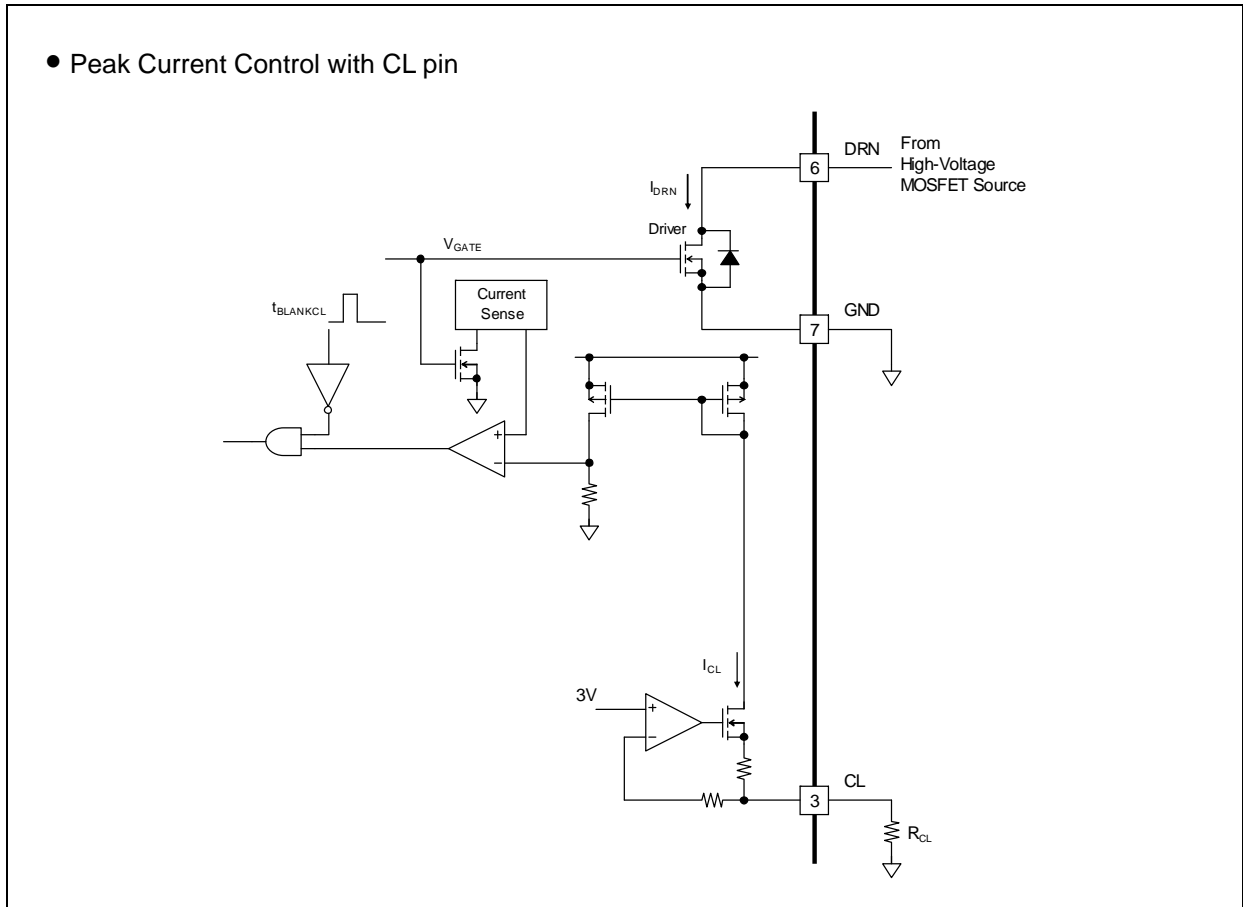 ● Peak Current Control with CL pin
DRN
From
High-Voltage
MOSFET Source
6
IDRN
Driver
VGATE
Current
Sense
tBLANKCL
GND
7
+
−
ICL
3V
+
−
CL
3
RCL